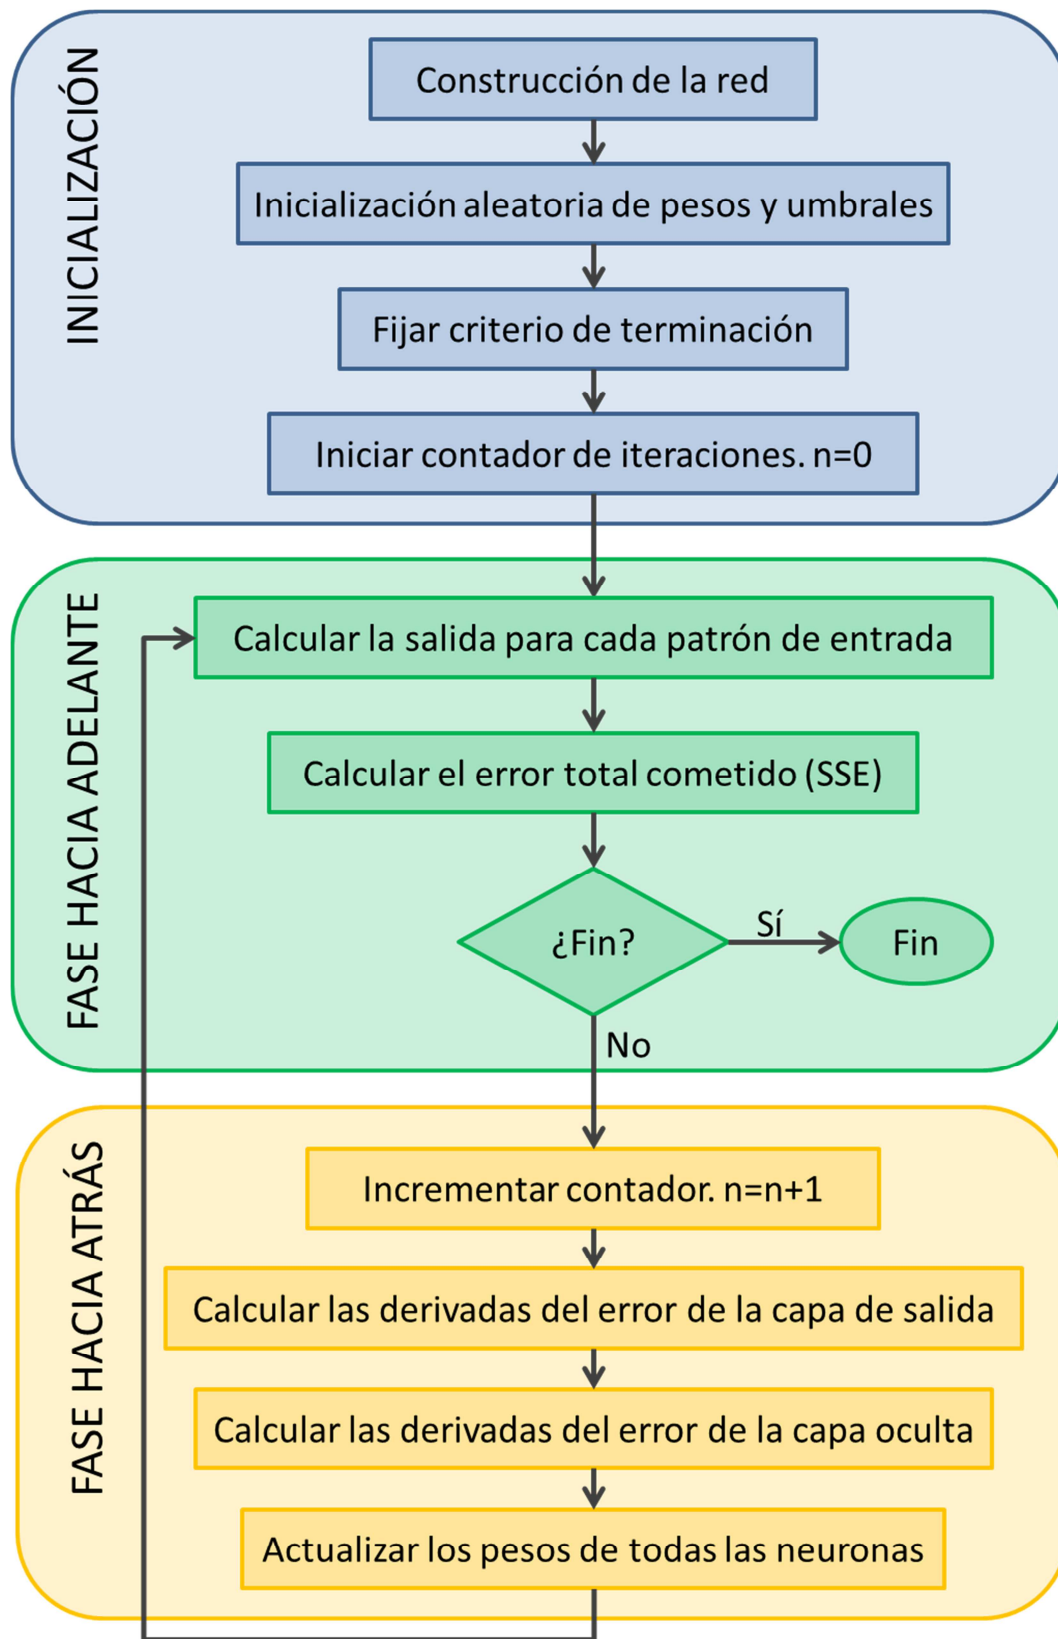 INICIALIZACIÓN
Construcción de la red
Inicialización aleatoria de pesos y umbrales
Fijar criterio de terminación
Iniciar contador de iteraciones. n=0
FASE HACIA ADELANTE
Calcular la salida para cada patrón de entrada
Calcular el error total cometido (SSE)
¿Fin?
Sí
Fin
No
FASE HACIA ATRÁS
Incrementar contador. n=n+1
Calcular las derivadas del error de la capa de salida
Calcular las derivadas del error de la capa oculta
Actualizar los pesos de todas las neuronas